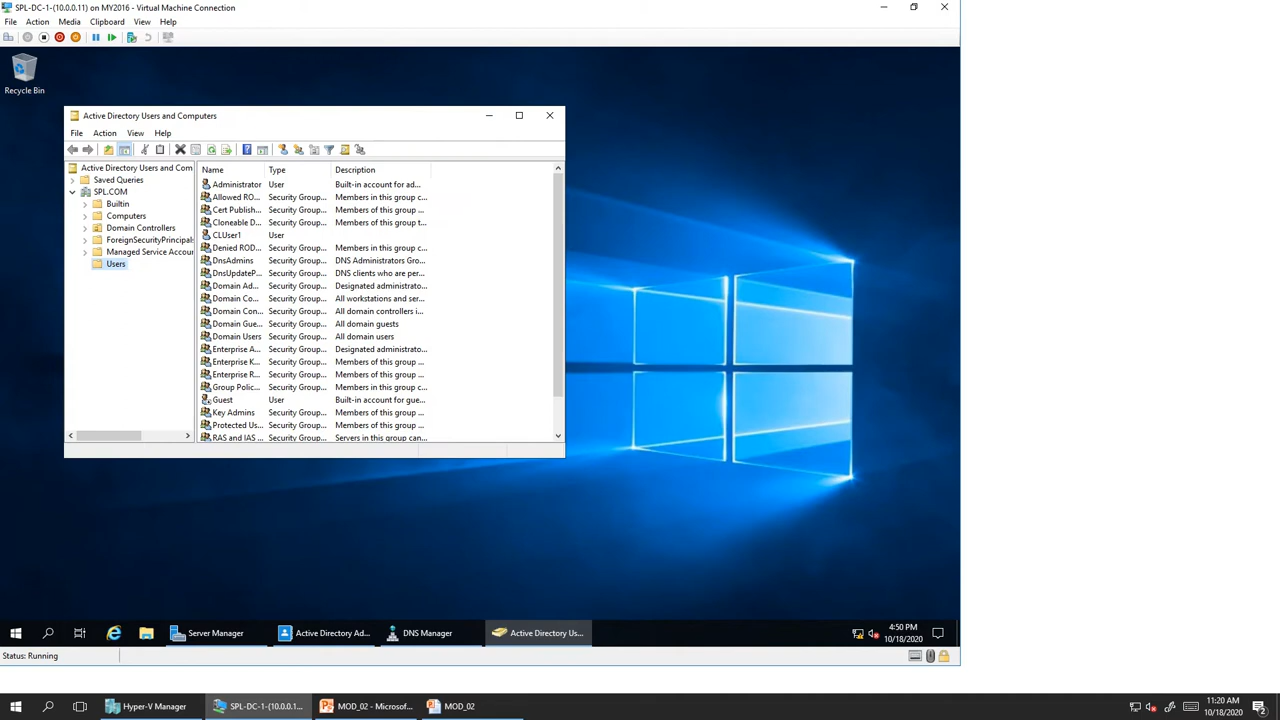 SPL-DC-1-(10.0.0.11) on MY2016 - Virtual Machine Connection
File Action Media Clipboard View Help
Recycle Bin
Active Directory Users and Computers
File Action View Help
Active Directory Users and Com
Saved Queries
SPL.COM
Builtin
Computers
Domain Controllers
ForeignSecurityPrincipals
Managed Service Accou
Users
Name Type Description
Administrator User Built-in account for ad...
Allowed RO... Security Group... Members in this group c...
Cert Publish... Security Group... Members of this group ...
Cloneable D... Security Group... Members of this group t...
CLUser1 User
Denied ROD... Security Group... Members in this group c...
DnsAdmins Security Group... DNS Administrators Gro...
DnsUpdateP... Security Group... DNS clients who are per...
Domain Ad... Security Group... Designated administrato...
Domain Co... Security Group... All workstations and ser...
Domain Con... Security Group... All domain controllers i...
Domain Gue... Security Group... All domain guests
Domain Users Security Group... All domain users
Enterprise A... Security Group... Designated administrato...
Enterprise K... Security Group... Members of this group ...
Enterprise R... Security Group... Members of this group ...
Group Polic... Security Group... Members in this group c...
Guest User Built-in account for gue...
Key Admins Security Group... Members of this group ...
Protected Us... Security Group... Members of this group ...
RAS and IAS ... Security Group... Servers in this group can...
Server Manager Active Directory Ad... DNS Manager Active Directory Us...
4:50 PM
10/18/2020
Status: Running
Hyper-V Manager SPL-DC-1-(10.0.0.1... MOD_02 - Microsof... MOD_02
11:20 AM
10/18/2020
2